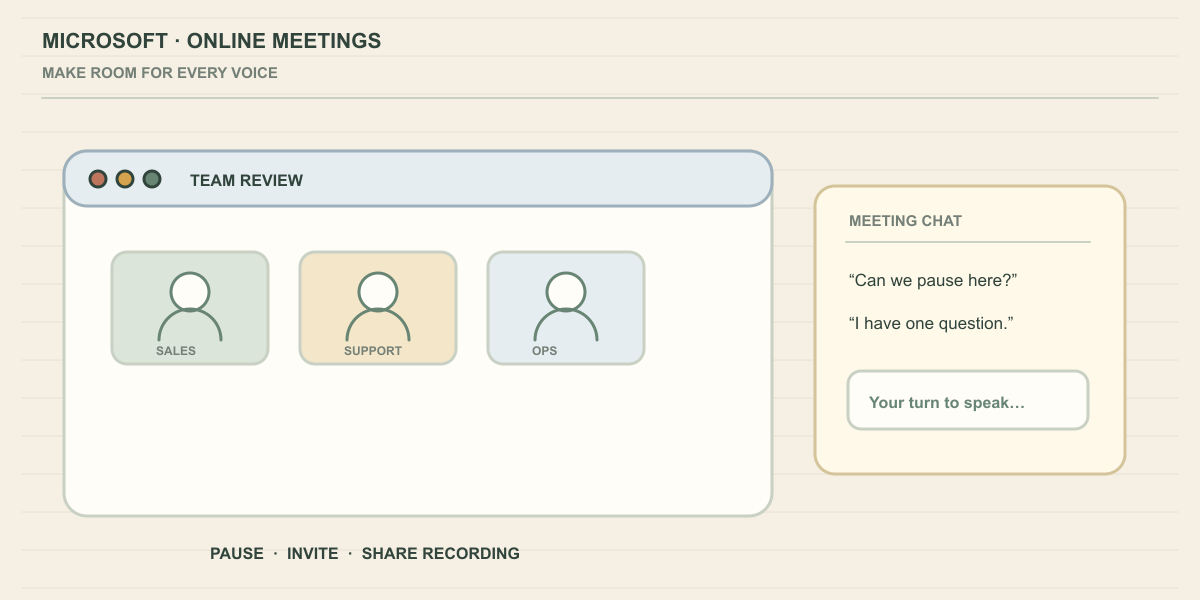 MICROSOFT · ONLINE MEETINGS
MAKE ROOM FOR EVERY VOICE
TEAM REVIEW
SALES
SUPPORT
OPS
MEETING CHAT
“Can we pause here?”
“I have one question.”
Your turn to speak…
PAUSE · INVITE · SHARE RECORDING